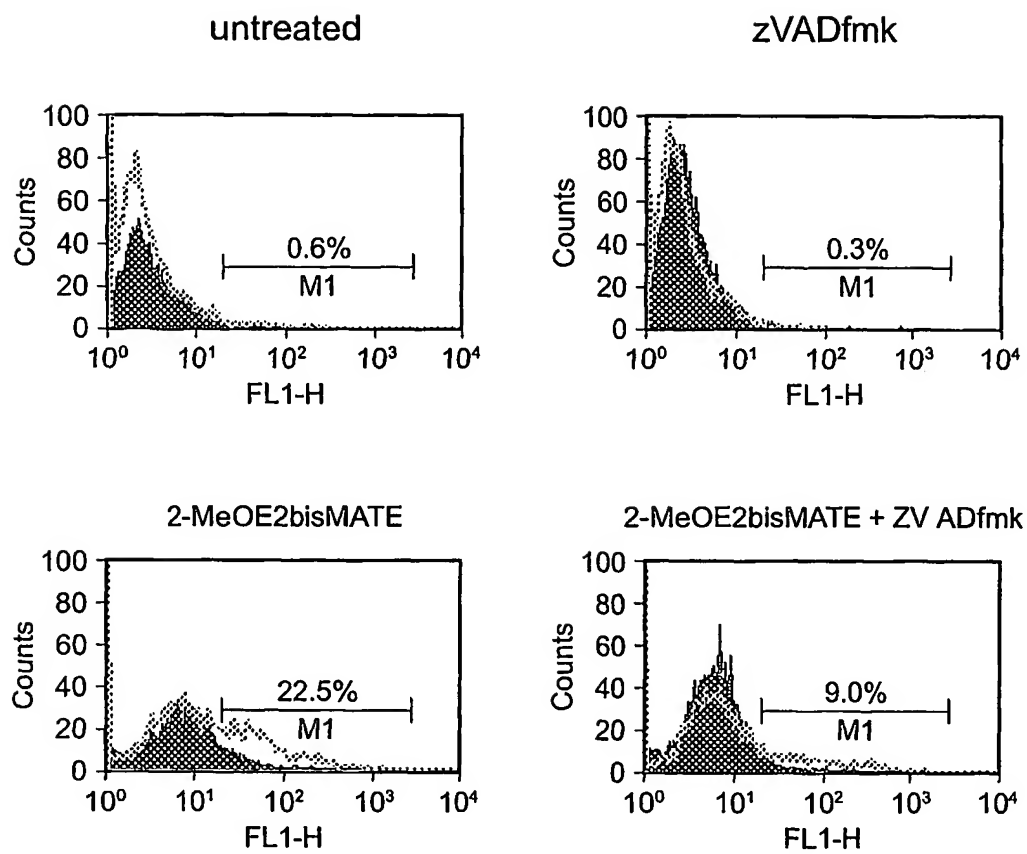 untreated
zVADfmk
100
80
60
40
20
0
Counts
0.6%
M1
10⁰ 10¹ 10² 10³ 10⁴
FL1-H
100
80
60
40
20
0
Counts
0.3%
M1
10⁰ 10¹ 10² 10³ 10⁴
FL1-H
2-MeOE2bisMATE
2-MeOE2bisMATE + ZV ADfmk
100
80
60
40
20
0
Counts
22.5%
M1
10⁰ 10¹ 10² 10³ 10⁴
FL1-H
100
80
60
40
20
0
Counts
9.0%
M1
10⁰ 10¹ 10² 10³ 10⁴
FL1-H